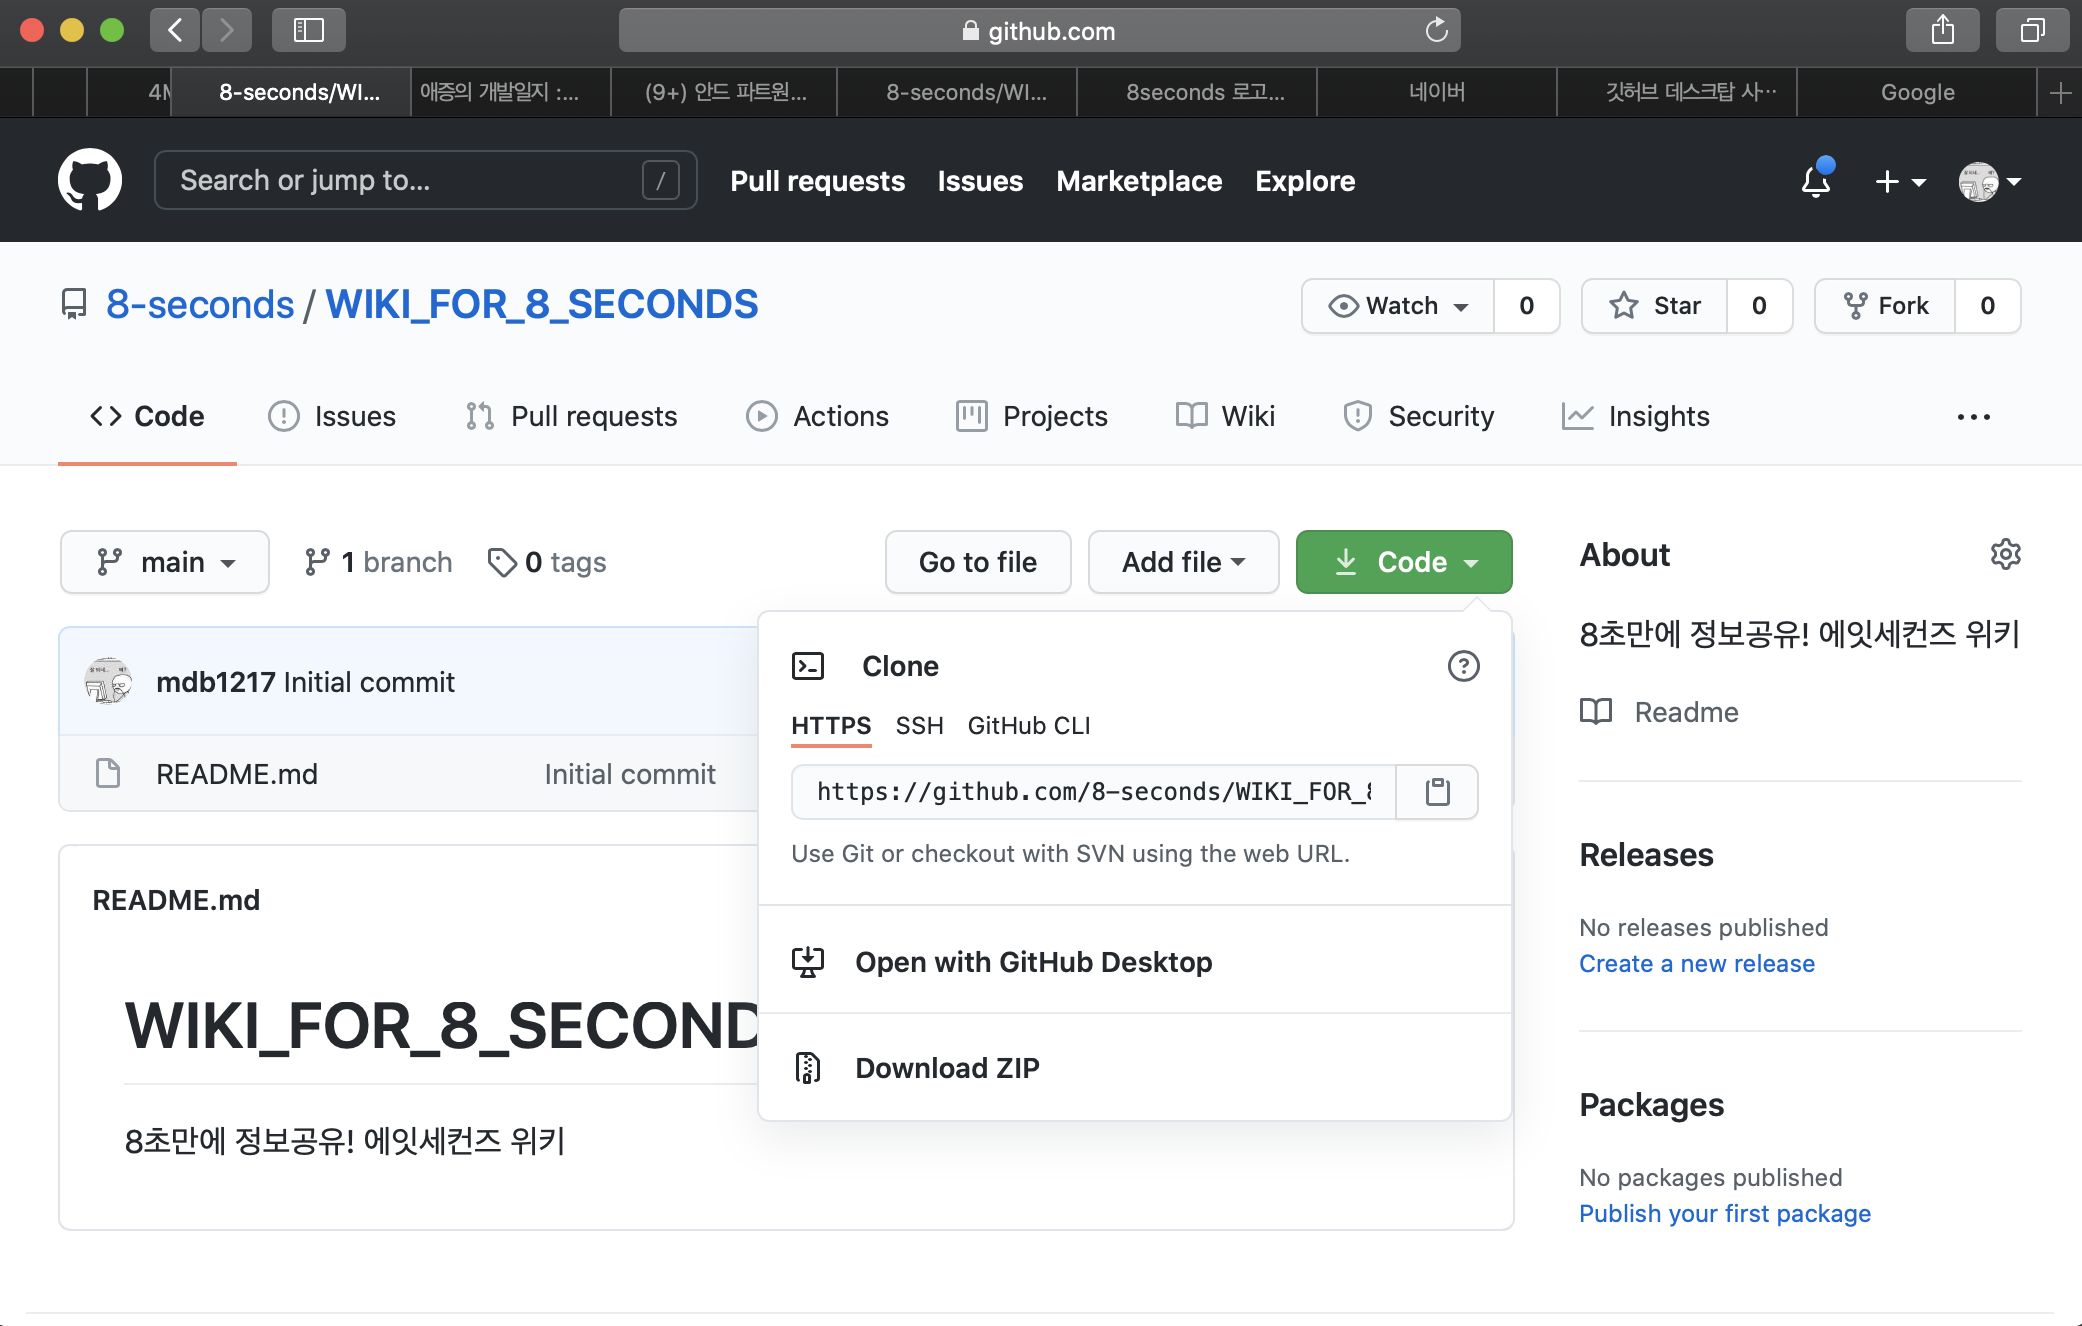 github.com
8-seconds/WI...
애증의 개발일지 :...
(9+) 안드 파트원...
8-seconds/WI...
8seconds 로고...
네이버
깃허브 데스크탑 사···
Google
Search or jump to...
/
Pull requests
Issues
Marketplace
Explore
8-seconds / WIKI_FOR_8_SECONDS
Watch 0
Star 0
Fork 0
Code
Issues
Pull requests
Actions
Projects
Wiki
Security
Insights
main
1 branch
0 tags
Go to file
Add file
Code
mdb1217 Initial commit
README.md Initial commit
README.md
WIKI_FOR_8_SECOND
8초만에 정보공유! 에잇세컨즈 위키
Clone
HTTPS SSH GitHub CLI
https://github.com/8-seconds/WIKI_FOR_8
Use Git or checkout with SVN using the web URL.
Open with GitHub Desktop
Download ZIP
About
8초만에 정보공유! 에잇세컨즈 위키
Readme
Releases
No releases published
Create a new release
Packages
No packages published
Publish your first package